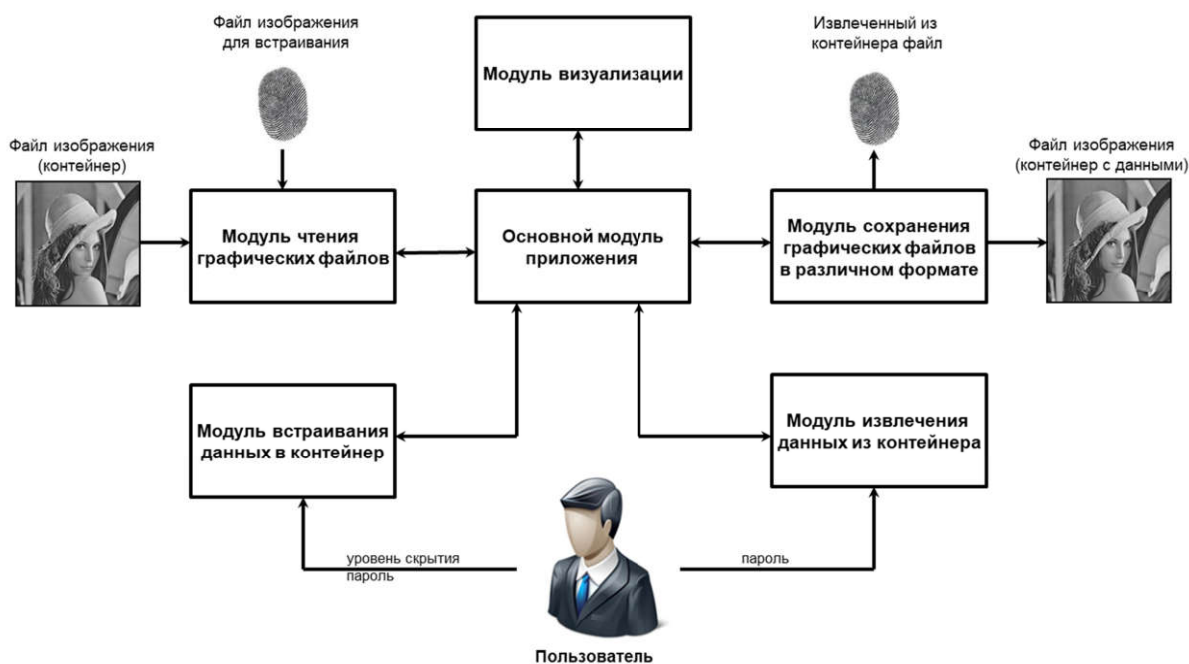 Файл изображения
для встраивания
Извлеченный из
контейнера файл
Модуль визуализации
Файл изображения
(контейнер)
Файл изображения
(контейнер с данными)
Модуль чтения
графических файлов
Основной модуль
приложения
Модуль сохранения
графических файлов
в различном формате
Модуль встраивания
данных в контейнер
Модуль извлечения
данных из контейнера
уровень скрытия
пароль
пароль
Пользователь